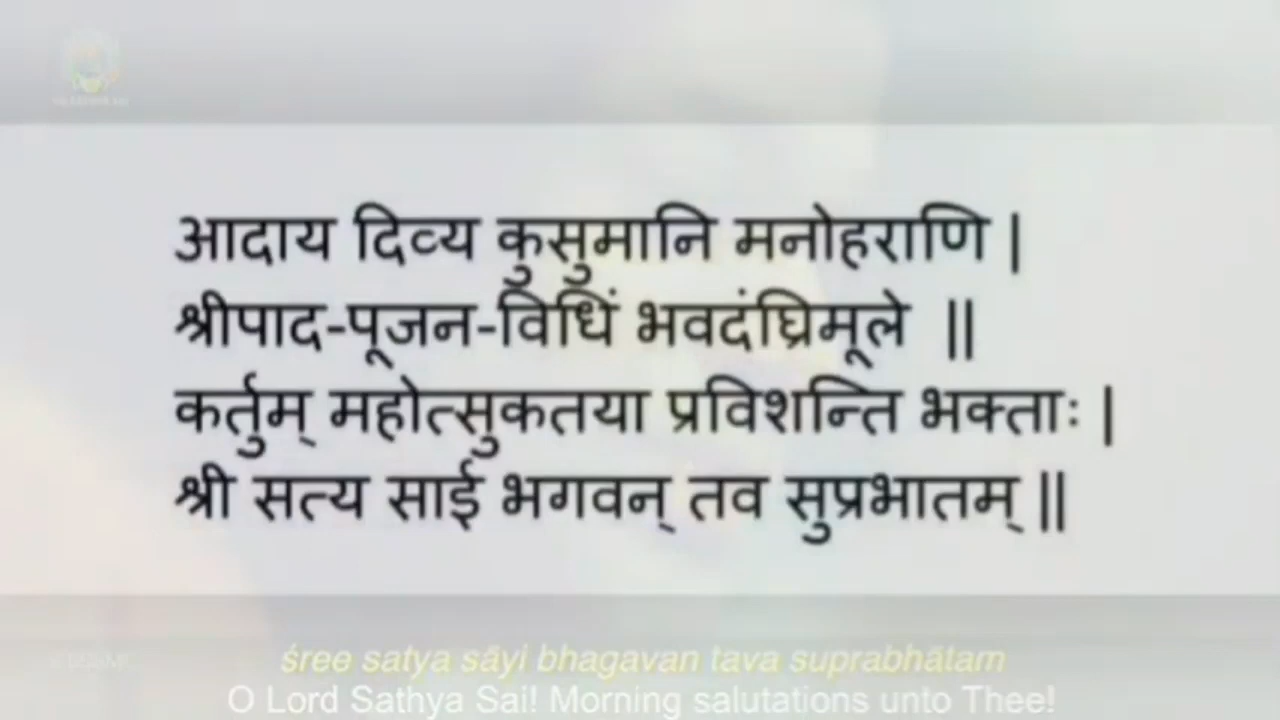 आदाय दिव्य कुसुमानि मनोहराणि |
श्रीपाद-पूजन-विधिं भवदंघ्रिमूले ||
कर्तुम् महोत्सुकतया प्रविशन्ति भक्ताः |
श्री सत्य साई भगवन् तव सुप्रभातम् ||
śree satya sāyi bhagavan tava suprabhātam
O Lord Sathya Sai! Morning salutations unto Thee!